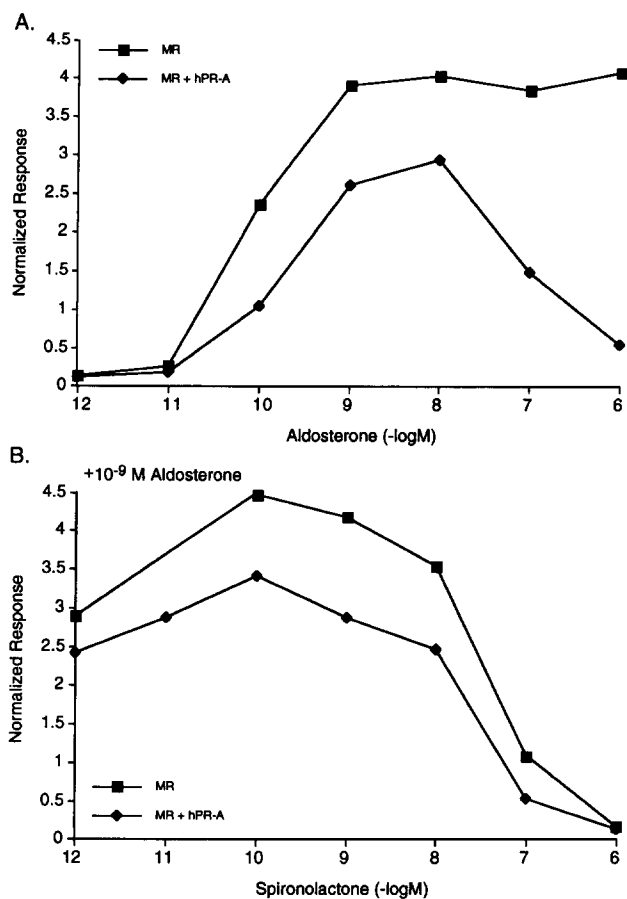 A.
MR
MR + hPR-A
Normalized Response
4.5
4
3.5
3
2.5
2
1.5
1
0.5
0
12 11 10 9 8 7 6
Aldosterone (-logM)
B.
+10⁻⁹ M Aldosterone
Normalized Response
4.5
4
3.5
3
2.5
2
1.5
1
0.5
0
MR
MR + hPR-A
12 11 10 9 8 7 6
Spironolactone (-logM)